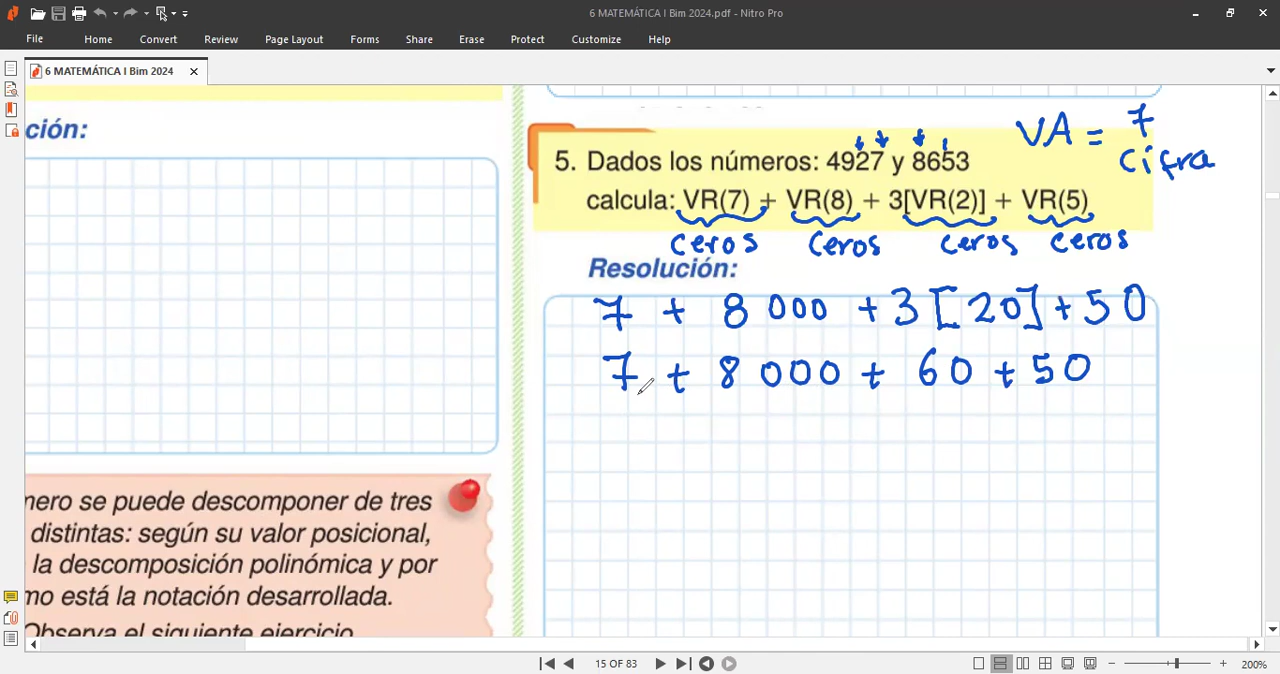 6 MATEMÁTICA I Bim 2024.pdf - Nitro Pro
File Home Convert Review Page Layout Forms Share Erase Protect Customize Help
6 MATEMÁTICA I Bim 2024
ción:
VA = 7
cifra
5. Dados los números: 4927 y 8653
calcula: VR(7) + VR(8) + 3[VR(2)] + VR(5)
ceros ceros ceros ceros
Resolución:
7 + 8 000 + 3 [20] + 50
7 + 8 000 + 60 + 50
mero se puede descomponer de tres
distintas: según su valor posicional,
la descomposición polinómica y por
mo está la notación desarrollada.
Observa el siguiente ejercicio
15 OF 83
200%